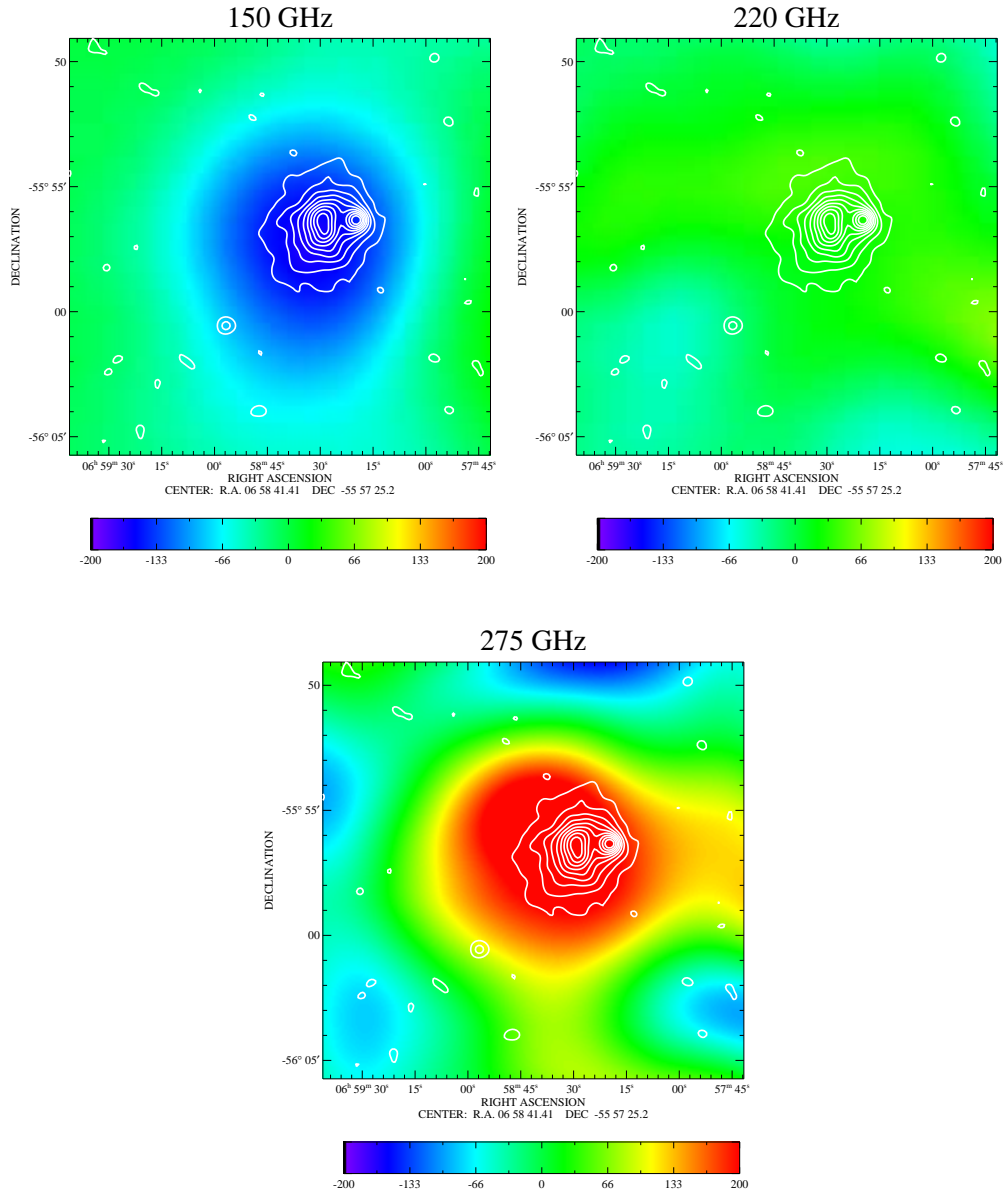 150 GHz
220 GHz
50
-55° 55′
00
-56° 05′
DECLINATION
06ʰ 59ᵐ 30ˢ 15ˢ 00ˢ 58ᵐ 45ˢ 30ˢ 15ˢ 00ˢ 57ᵐ 45ˢ
RIGHT ASCENSION
CENTER: R.A. 06 58 41.41 DEC -55 57 25.2
-200 -133 -66 0 66 133 200
50
-55° 55′
00
-56° 05′
DECLINATION
06ʰ 59ᵐ 30ˢ 15ˢ 00ˢ 58ᵐ 45ˢ 30ˢ 15ˢ 00ˢ 57ᵐ 45ˢ
RIGHT ASCENSION
CENTER: R.A. 06 58 41.41 DEC -55 57 25.2
-200 -133 -66 0 66 133 200
275 GHz
50
-55° 55′
00
-56° 05′
DECLINATION
06ʰ 59ᵐ 30ˢ 15ˢ 00ˢ 58ᵐ 45ˢ 30ˢ 15ˢ 00ˢ 57ᵐ 45ˢ
RIGHT ASCENSION
CENTER: R.A. 06 58 41.41 DEC -55 57 25.2
-200 -133 -66 0 66 133 200